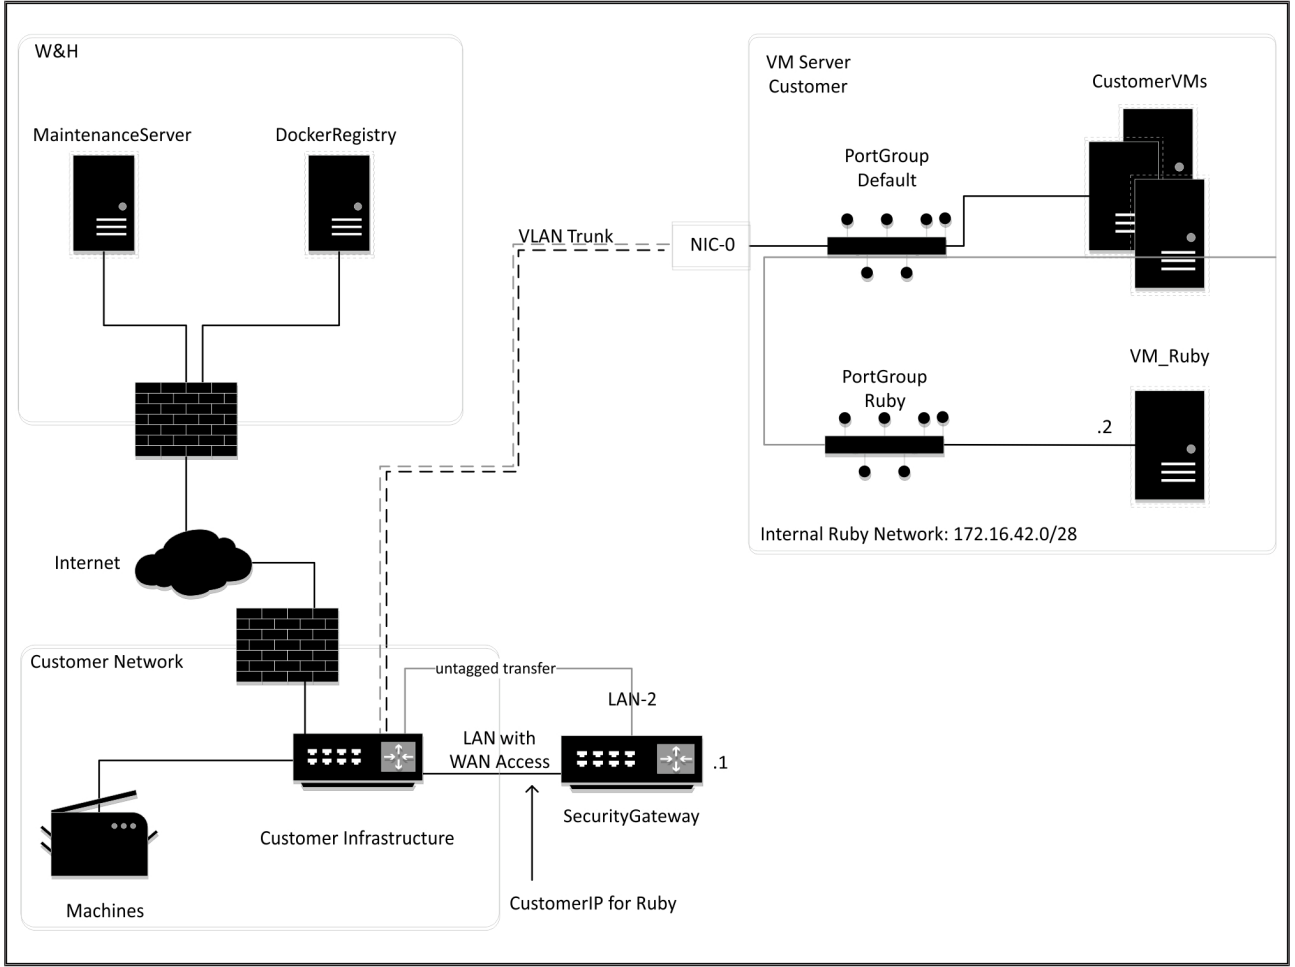 W&H
MaintenanceServer
DockerRegistry
VM Server
Customer
CustomerVMs
PortGroup
Default
VLAN Trunk
NIC-0
VM_Ruby
PortGroup
Ruby
.2
Internal Ruby Network: 172.16.42.0/28
Internet
Customer Network
untagged transfer
LAN-2
LAN with
WAN Access
.1
SecurityGateway
Customer Infrastructure
CustomerIP for Ruby
Machines